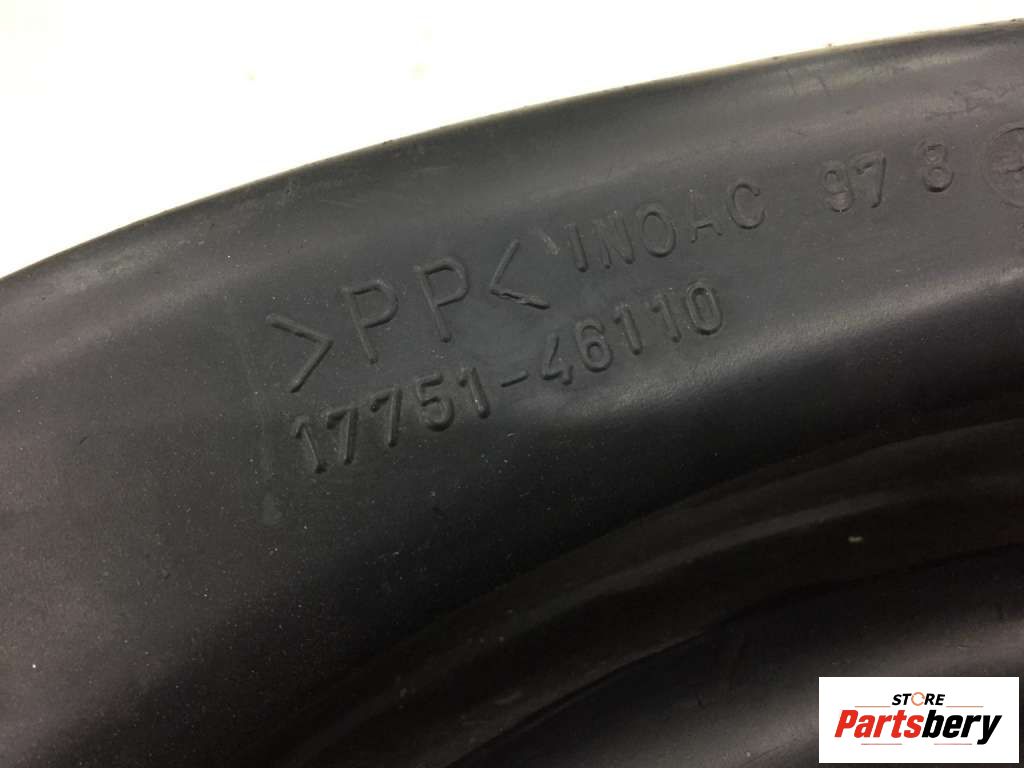 >PP< INOAC 97 8
17751-46110
STORE
Partsbery